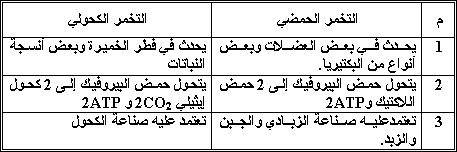 م التخمر الحمضي التخمر الكحولي
1 يحدث في بعض العضلات وبعض أنواع من البكتيريا. يحدث في فطر الخميرة وبعض أنسجة النباتات
2 يتحول حمض البيروفيك إلى 2 حمض اللاكتيك و2ATP يتحول حمض البيروفيك إلى 2 كحول إيثيلي 2CO₂ و 2ATP
3 تعتمدعليه صناعة الزبادي والجبن والزبد. تعتمد عليه صناعة الكحول